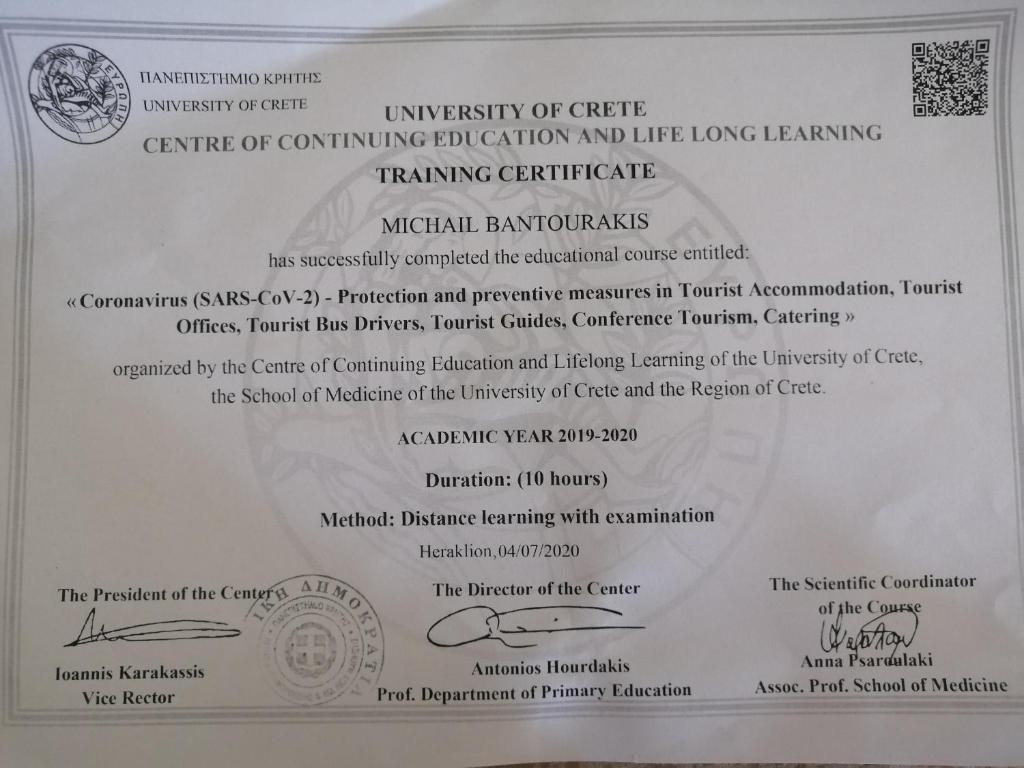 ΠΑΝΕΠΙΣΤΗΜΙΟ ΚΡΗΤΗΣ
UNIVERSITY OF CRETE
ΕΥΡΩΠΗ
UNIVERSITY OF CRETE
CENTRE OF CONTINUING EDUCATION AND LIFE LONG LEARNING
TRAINING CERTIFICATE
MICHAIL BANTOURAKIS
has successfully completed the educational course entitled:
«Coronavirus (SARS-CoV-2) - Protection and preventive measures in Tourist Accommodation, Tourist
Offices, Tourist Bus Drivers, Tourist Guides, Conference Tourism, Catering »
organized by the Centre of Continuing Education and Lifelong Learning of the University of Crete,
the School of Medicine of the University of Crete and the Region of Crete.
ACADEMIC YEAR 2019-2020
Duration: (10 hours)
Method: Distance learning with examination
Heraklion,04/07/2020
The President of the Center
Ioannis Karakassis
Vice Rector
ΙΚΗ ΔΗΜΟΚΡΑΤΙΑ
The Director of the Center
Antonios Hourdakis
Prof. Department of Primary Education
The Scientific Coordinator
of the Course
Anna Psaroulaki
Assoc. Prof. School of Medicine